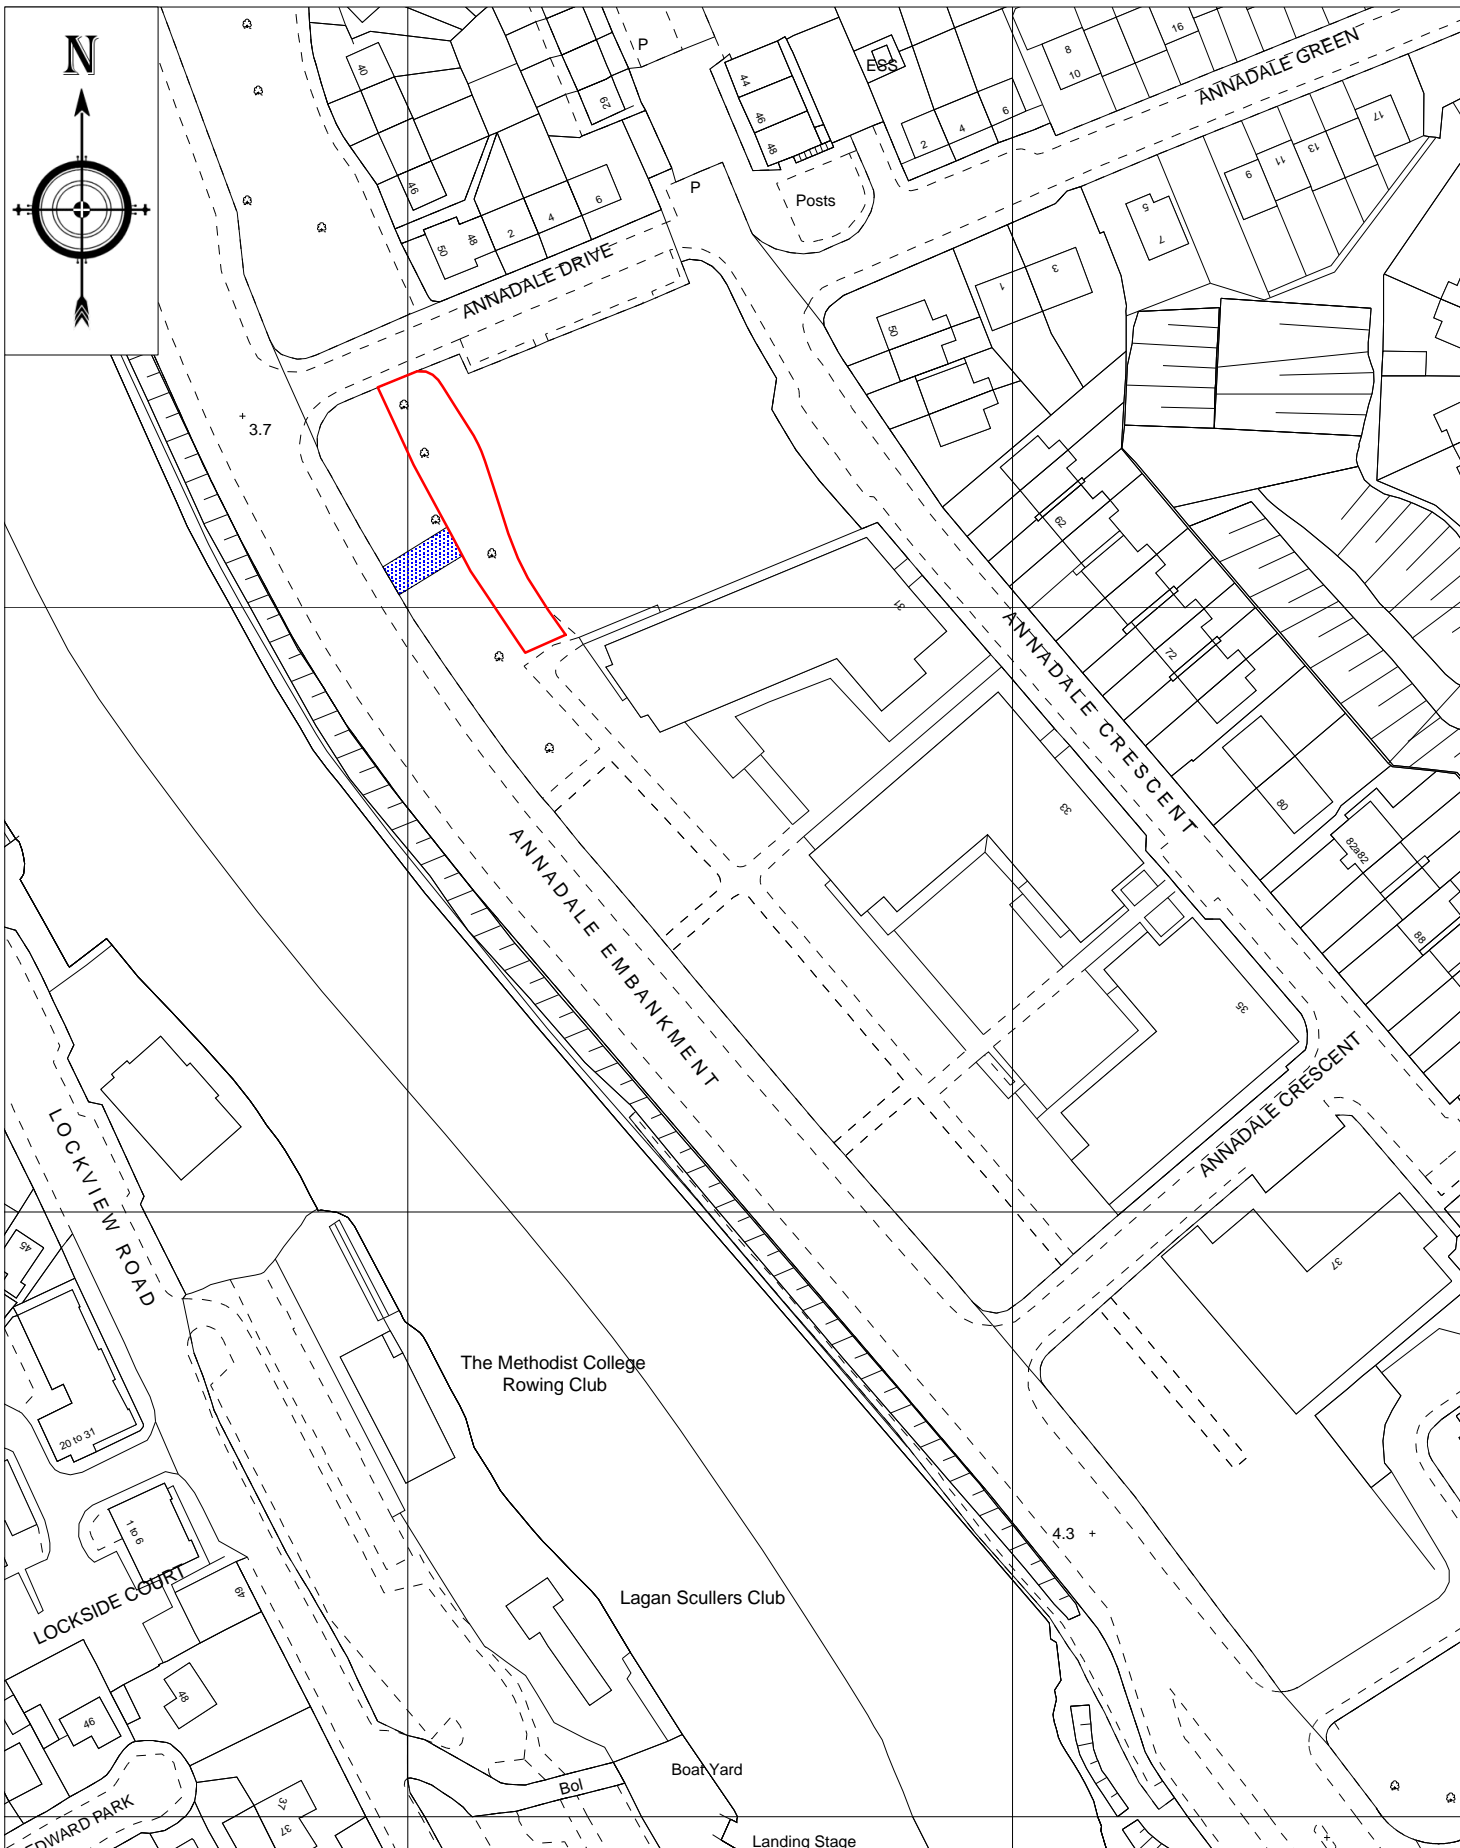 N
40
46
48
50
2
4
6
29
P
P
44
46
48
ESS
Posts
2
4
6
8
10
16
ANNADALE GREEN
17
13
11
9
5
7
3
1
50
ANNADALE DRIVE
3.7
62
72
80
82a82
88
31
33
35
37
ANNADALE CRESCENT
ANNADALE CRESCENT
ANNADALE EMBANKMENT
LOCKVIEW ROAD
45
20 to 31
1 to 6
LOCKSIDE COURT
49
48
46
37
37
EDWARD PARK
The Methodist College
Rowing Club
Lagan Scullers Club
4.3
Boat Yard
Bol
Landing Stage